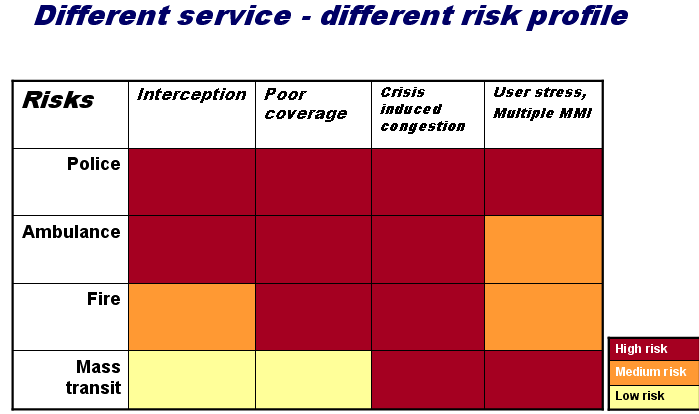 Different service - different risk profile
Risks
Interception
Poor
coverage
Crisis
induced
congestion
User stress,
Multiple MMI
Police
Ambulance
Fire
Mass
transit
High risk
Medium risk
Low risk